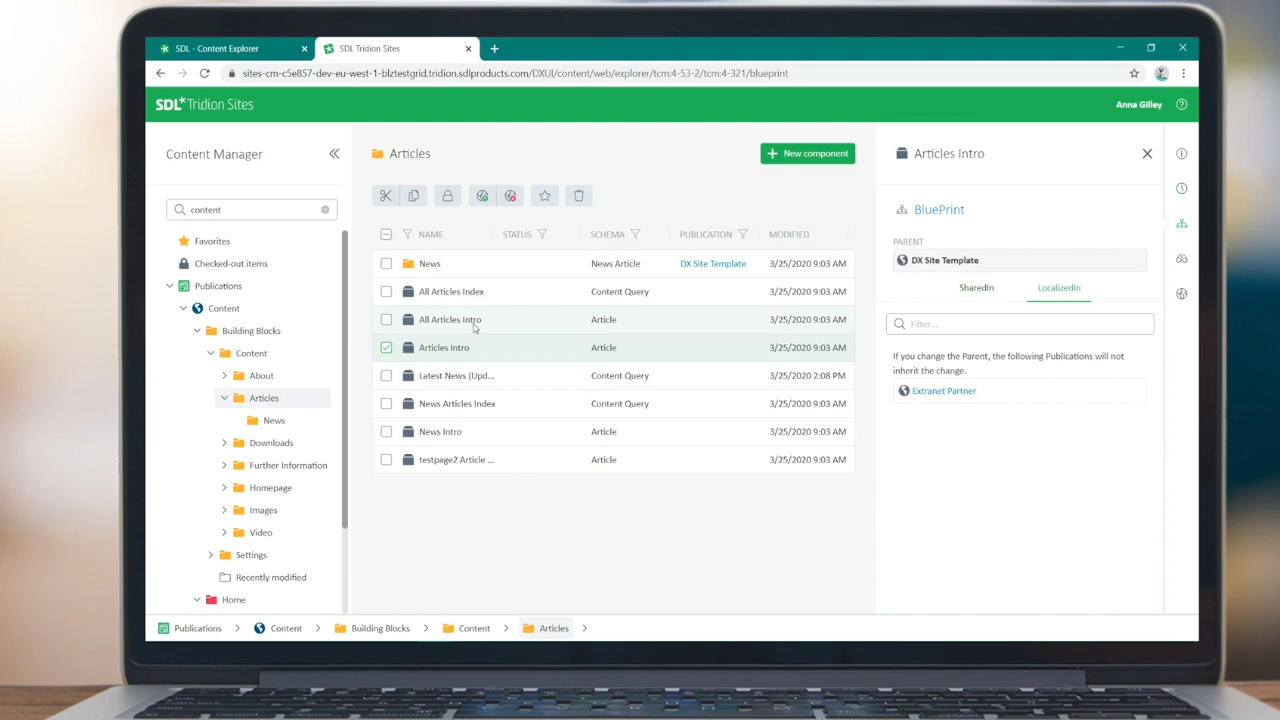 SDL - Content Explorer
SDL Tridion Sites
sites-cm-c5e857-dev-eu-west-1-blztestgrid.tridion.sdlproducts.com/DXUI/content/web/explorer/tcm:4-53-2/tcm:4-321/blueprint
SDL* Tridion Sites
Anna Gilley
Content Manager
Articles
New component
Articles Intro
content
BluePrint
NAME STATUS SCHEMA PUBLICATION MODIFIED
Favorites
PARENT
Checked-out items
News News Article DX Site Template 3/25/2020 9:03 AM
DX Site Template
Publications
All Articles Index Content Query 3/25/2020 9:03 AM
SharedIn LocalizedIn
Content
All Articles Intro Article 3/25/2020 9:03 AM
Filter...
Building Blocks
Articles Intro Article 3/25/2020 9:03 AM
If you change the Parent, the following Publications will not
inherit the change.
Content
About
Latest News (Upd... Content Query 3/25/2020 2:08 PM
Extranet Partner
Articles
News Articles Index Content Query 3/25/2020 9:03 AM
News
News Intro Article 3/25/2020 9:03 AM
Downloads
testpage2 Article ... Article 3/25/2020 9:03 AM
Further Information
Homepage
Images
Video
Settings
Recently modified
Home
Publications > Content > Building Blocks > Content > Articles >